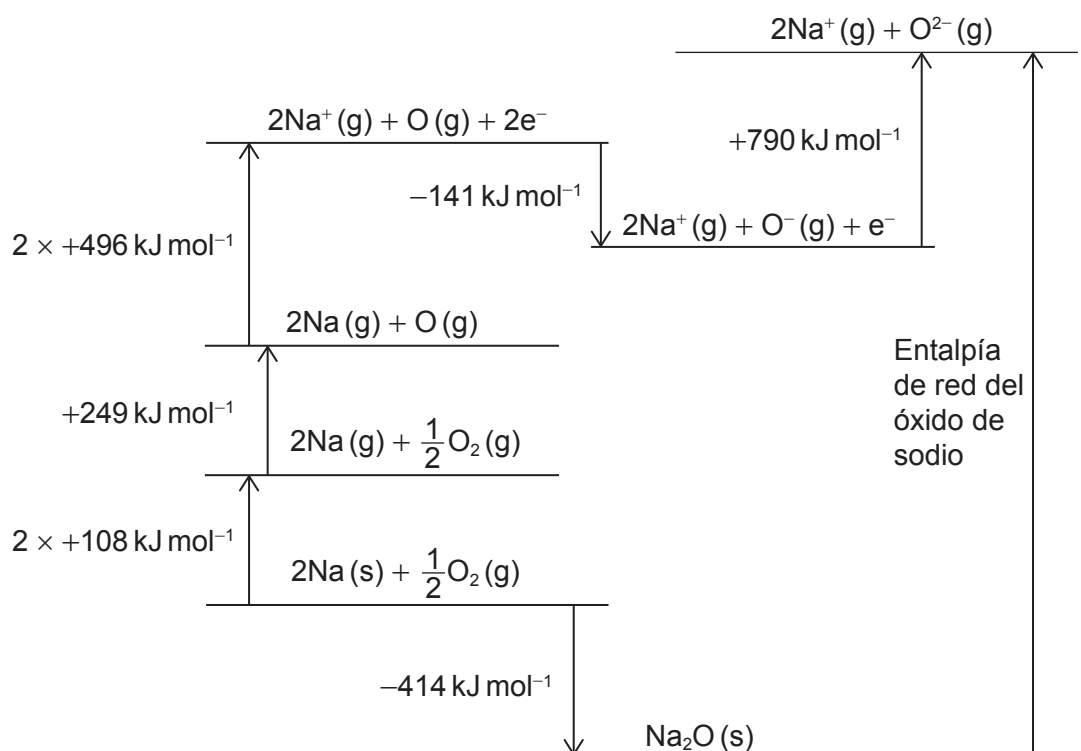 2Na⁺ (g) + O²⁻ (g)
2Na⁺ (g) + O (g) + 2e⁻
+790 kJ mol⁻¹
−141 kJ mol⁻¹
2Na⁺ (g) + O⁻ (g) + e⁻
2 × +496 kJ mol⁻¹
2Na (g) + O (g)
Entalpía
de red del
óxido de
sodio
+249 kJ mol⁻¹
2Na (g) + 1/2 O₂ (g)
2 × +108 kJ mol⁻¹
2Na (s) + 1/2 O₂ (g)
−414 kJ mol⁻¹
Na₂O (s)